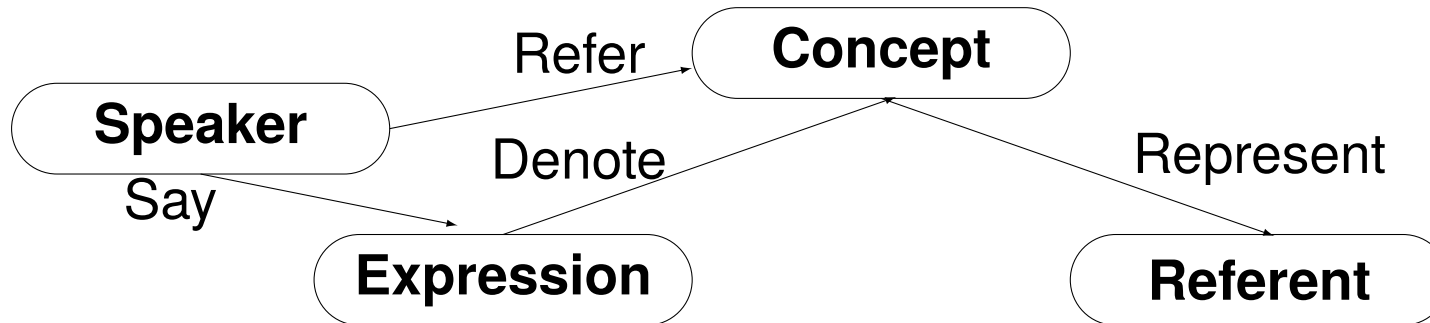 Refer
Concept
Speaker
Denote
Represent
Say
Expression
Referent